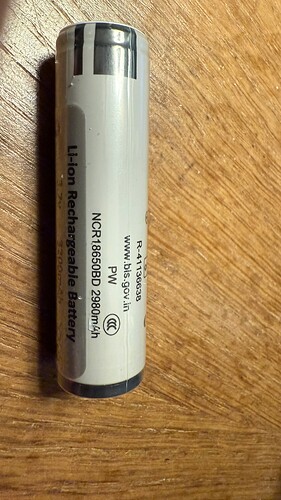 Li-ion Rechargeable Battery
NCR18650BD 2980mAh
PW
www.bis.gov.in
R-41136638